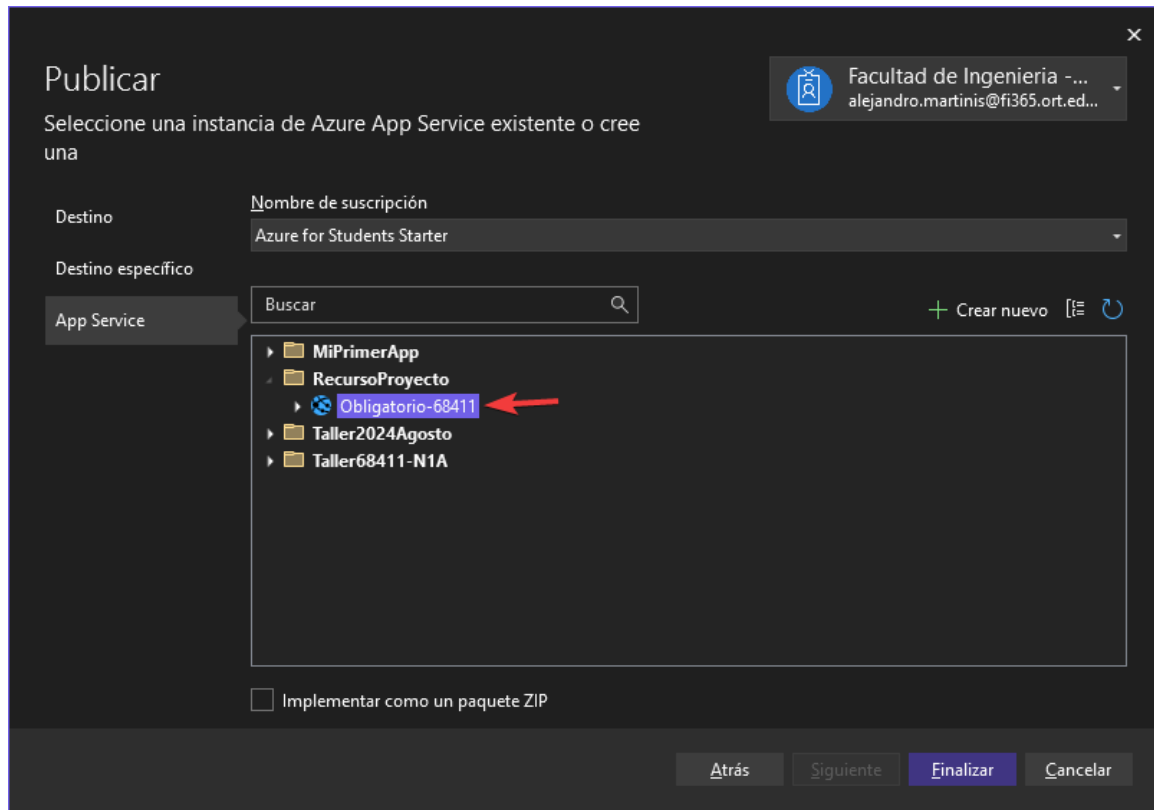 Publicar
Facultad de Ingenieria -...
alejandro.martinis@fi365.ort.ed...
Seleccione una instancia de Azure App Service existente o cree
una
Destino
Destino específico
App Service
Nombre de suscripción
Azure for Students Starter
Buscar
Crear nuevo
MiPrimerApp
RecursoProyecto
Obligatorio-68411
Taller2024Agosto
Taller68411-N1A
Implementar como un paquete ZIP
Atrás
Siguiente
Finalizar
Cancelar